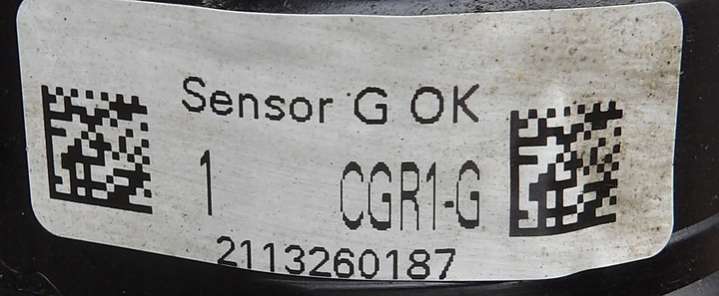 Sensor G OK
1 CGR1-G
2113260187